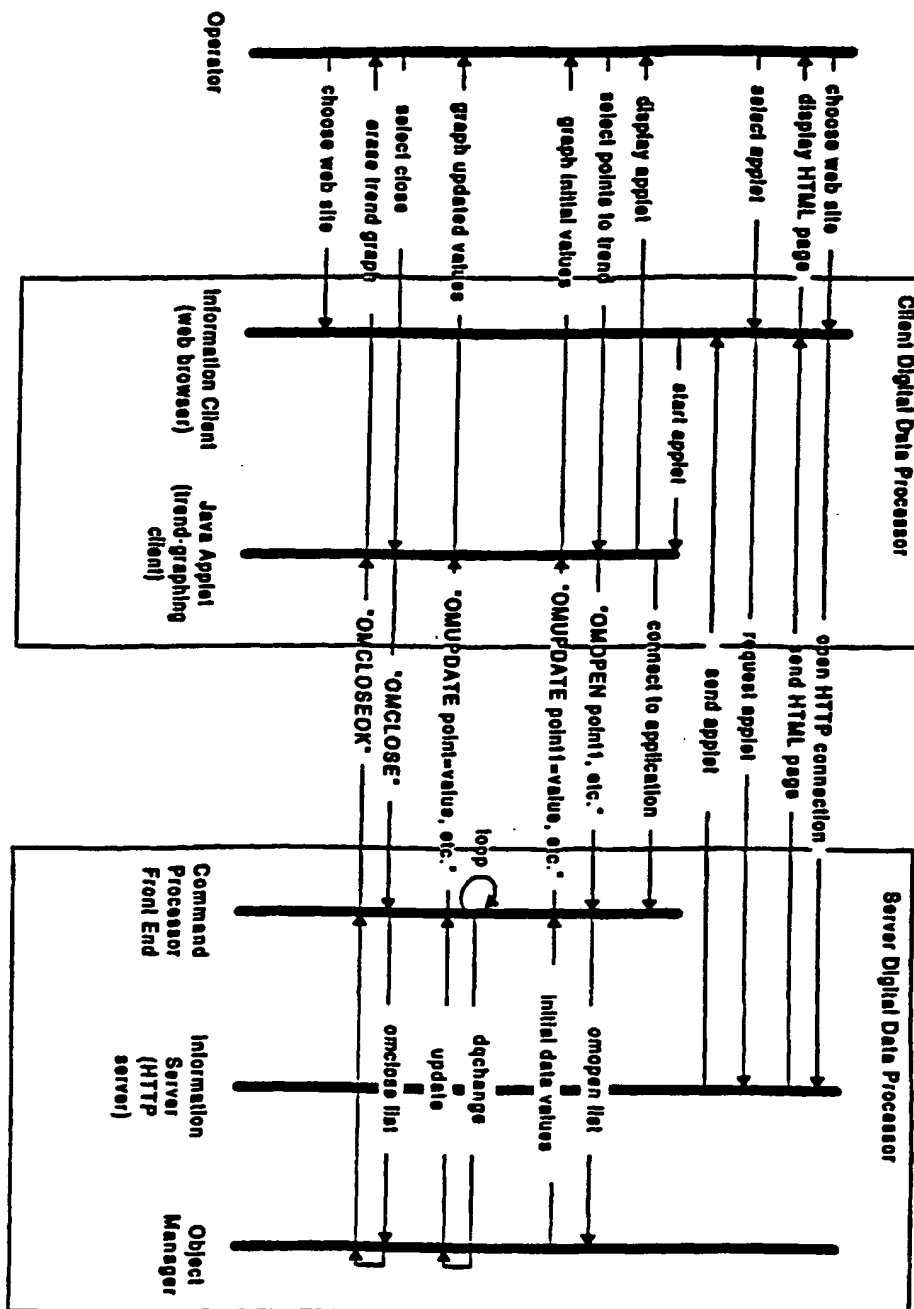 Client Digital Data Processor
Server Digital Data Processor
choose web site
open HTTP connection
display HTML page
send HTML page
select applet
request applet
send applet
start applet
connect to application
display applet
select points to trend
"OMOPEN point1, etc."
omopen list
graph initial values
"OMUPDATE point1=value, etc."
initial data values
loop
dqchange
graph updated values
"OMUPDATE point=value, etc."
update
select close
"OMCLOSE"
omclose list
erase trend graph
"OMCLOSEOK"
choose web site
Operator
Information Client
(web browser)
Java Applet
(trend-graphing
client)
Command
Processor
Front End
Information
Server
(HTTP
server)
Object
Manager